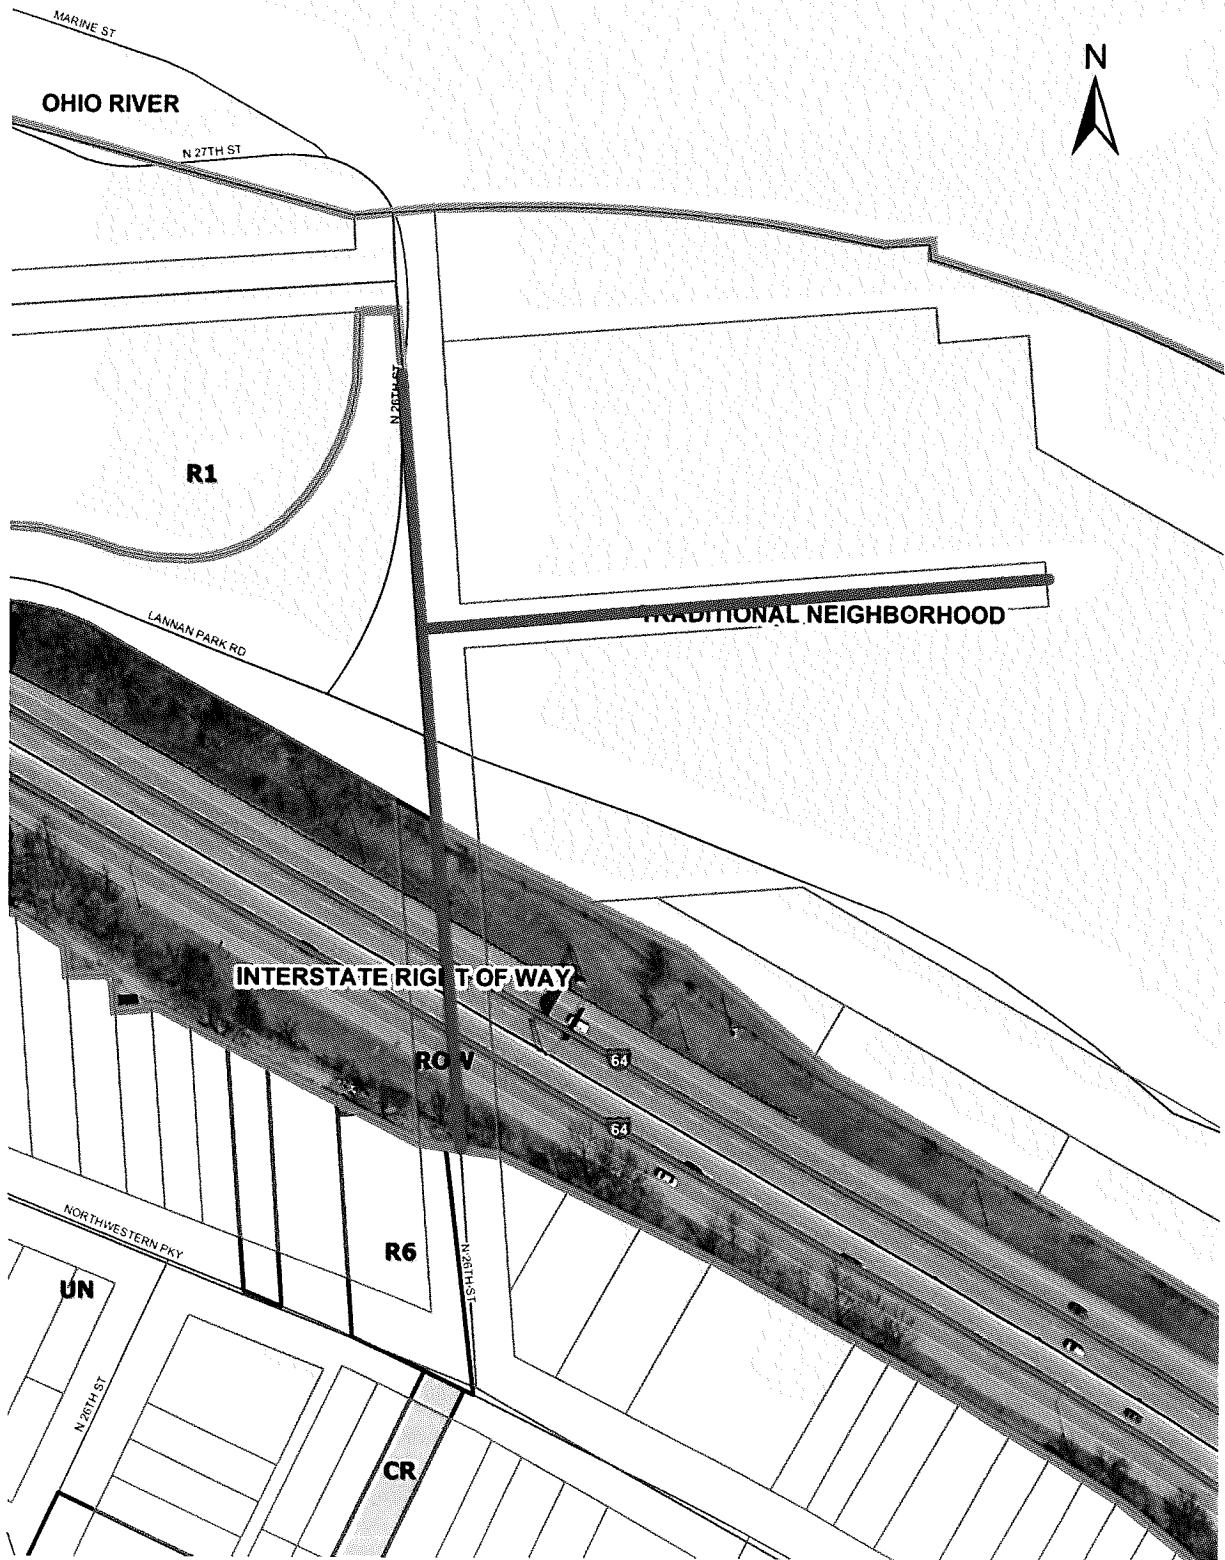 MARINE ST
N
OHIO RIVER
N 27TH ST
N 26TH ST
R1
TRADITIONAL NEIGHBORHOOD
LANNAN PARK RD
INTERSTATE RIGHT OF WAY
ROW
64
64
NORTHWESTERN PKY
R6
N 26TH ST
UN
N 26TH ST
CR